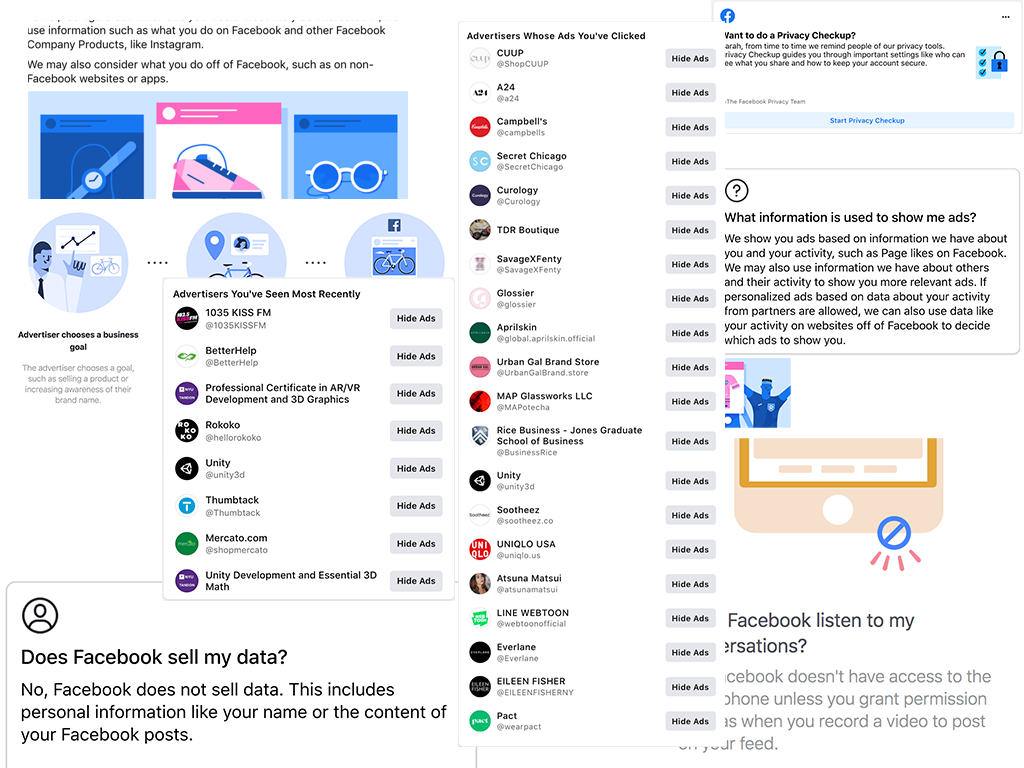 use information such as what you do on Facebook and other Facebook
Company Products, like Instagram.
We may also consider what you do off of Facebook, such as on non-
Facebook websites or apps.
Advertiser chooses a business
goal
The advertiser chooses a goal,
such as selling a product or
increasing awareness of their
brand name.
Advertisers You've Seen Most Recently
1035 KISS FM
@1035KISSFM
Hide Ads
BetterHelp
@BetterHelp
Hide Ads
Professional Certificate in AR/VR
Development and 3D Graphics
Hide Ads
Rokoko
@hellorokoko
Hide Ads
Unity
@unity3d
Hide Ads
Thumbtack
@Thumbtack
Hide Ads
Mercato.com
@shopmercato
Hide Ads
Unity Development and Essential 3D
Math
Hide Ads
Does Facebook sell my data?
No, Facebook does not sell data. This includes
personal information like your name or the content of
your Facebook posts.
Advertisers Whose Ads You've Clicked
CUUP
@ShopCUUP
Hide Ads
A24
@a24
Hide Ads
Campbell's
@campbells
Hide Ads
Secret Chicago
@SecretChicago
Hide Ads
Curology
@Curology
Hide Ads
TDR Boutique
Hide Ads
SavageXFenty
@SavageXFenty
Hide Ads
Glossier
@glossier
Hide Ads
Aprilskin
@global.aprilskin.official
Hide Ads
Urban Gal Brand Store
@UrbanGalBrand.store
Hide Ads
MAP Glassworks LLC
@MAPotecha
Hide Ads
Rice Business - Jones Graduate
School of Business
@BusinessRice
Hide Ads
Unity
@unity3d
Hide Ads
Sootheez
@sootheez.co
Hide Ads
UNIQLO USA
@uniqlo.us
Hide Ads
Atsuna Matsui
@atsunamatsui
Hide Ads
LINE WEBTOON
@webtoonofficial
Hide Ads
Everlane
@Everlane
Hide Ads
EILEEN FISHER
@EILEENFISHERNY
Hide Ads
Pact
@wearpact
Hide Ads
Want to do a Privacy Checkup?
arah, from time to time we remind people of our privacy tools.
rivacy Checkup guides you through important settings like who can
ee what you share and how to keep your account secure.
-The Facebook Privacy Team
Start Privacy Checkup
What information is used to show me ads?
We show you ads based on information we have about
you and your activity, such as Page likes on Facebook.
We may also use information we have about others
and their activity to show you more relevant ads. If
personalized ads based on data about your activity
from partners are allowed, we can also use data like
your activity on websites off of Facebook to decide
which ads to show you.
Facebook listen to my
ersations?
cebook doesn't have access to the
phone unless you grant permission
as when you record a video to post
on your feed.